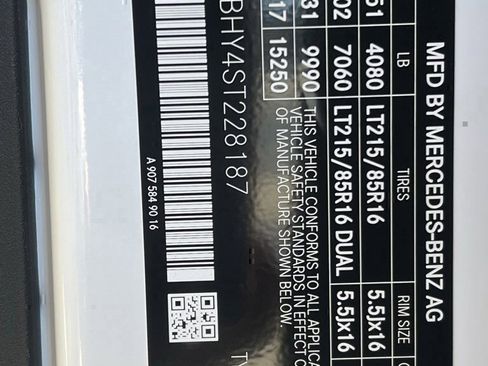 MFD BY MERCEDES-BENZ AG
LB TIRES RIM SIZE
51 4080 LT215/85R16 5.5Jx16
02 7060 LT215/85R16 DUAL 5.5Jx16
31 9990 THIS VEHICLE CONFORMS TO ALL APPLICA
VEHICLE SAFETY STANDARDS IN EFFECT O
17 15250 OF MANUFACTURE SHOWN BELOW.
BHY4ST228187
TY
A 907 584 90 16